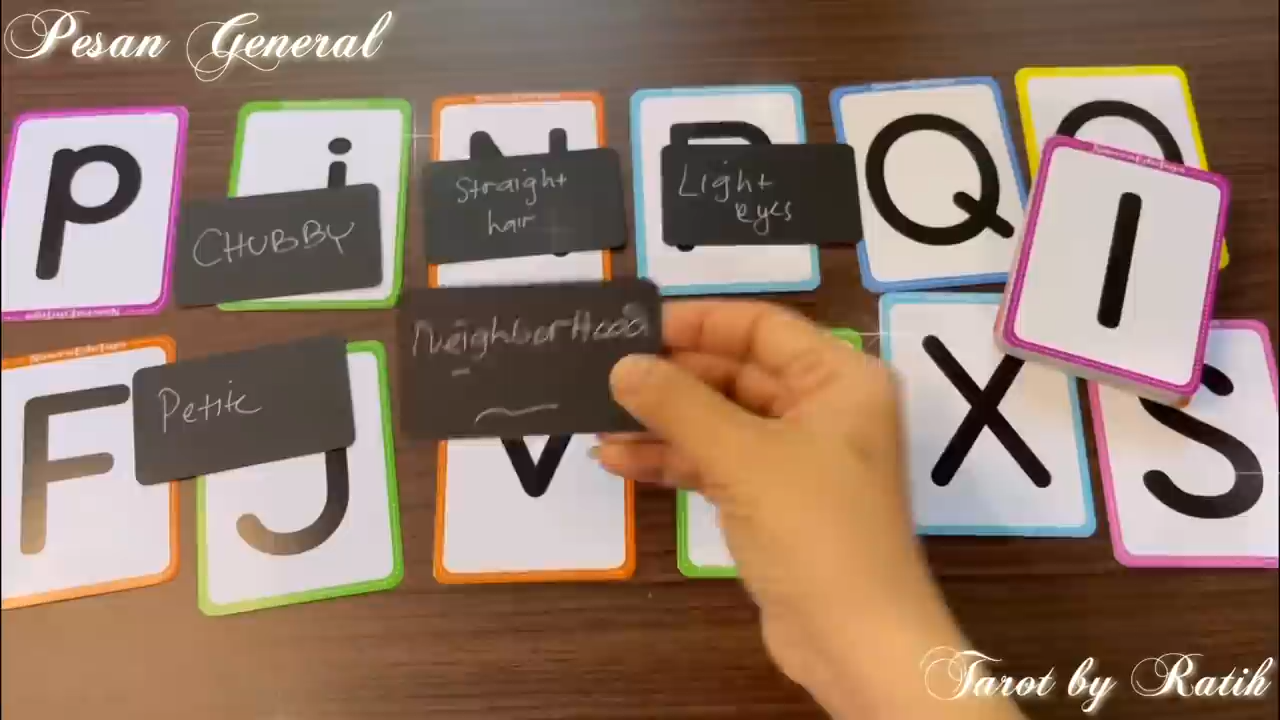 Pesan General
p
i
N
P
Q
I
CHUBBY
Straight
hair
Light
eyes
NeighborHood
F
Petite
J
V
X
S
Tarot by Ratih